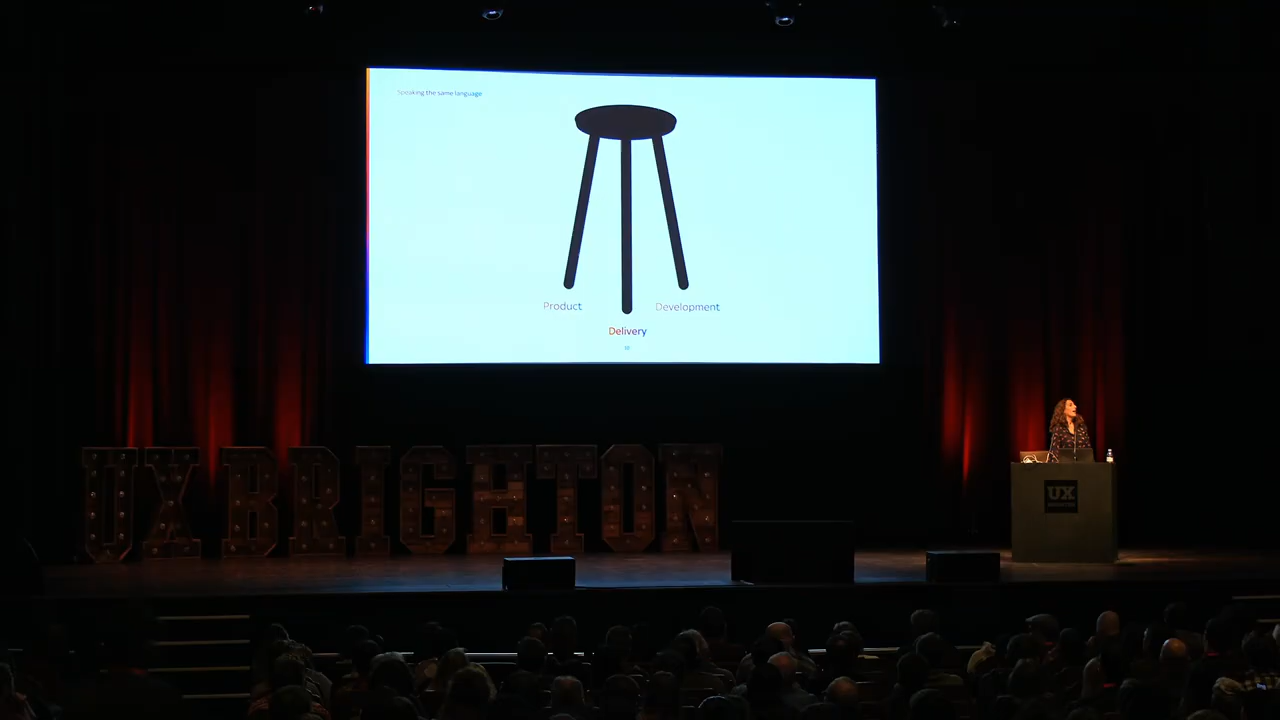 Speaking the same language
Product
Development
Delivery
UX BRIGHTON
UX